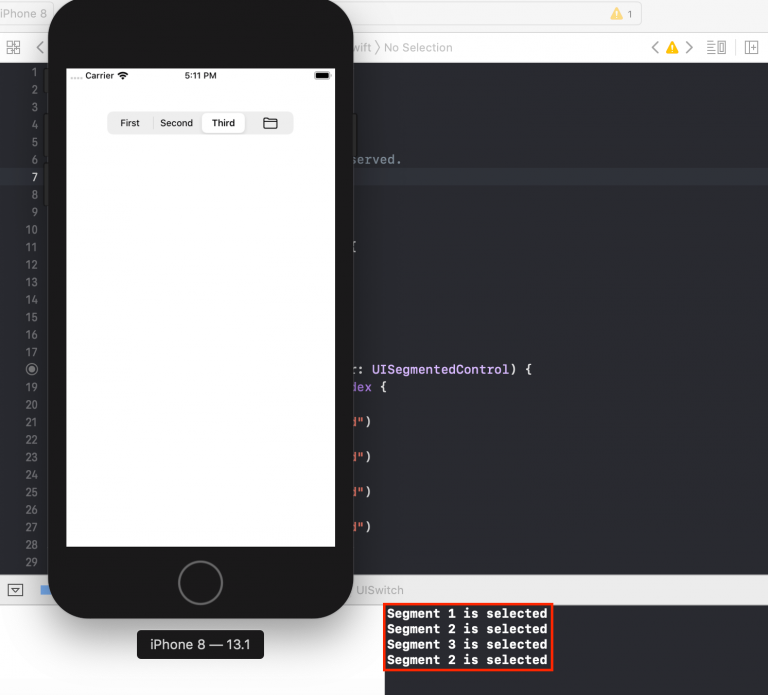 iPhone 8
1
wift 〉 No Selection
.... Carrier
5:11 PM
First
Second
Third
1
2
3
4
5
6
served.
7
8
9
10
11
{
12
13
14
15
16
17
r: UISegmentedControl) {
19
dex {
20
21
d")
22
23
d")
24
25
d")
26
27
d")
28
29
UISwitch
Segment 1 is selected
Segment 2 is selected
Segment 3 is selected
Segment 2 is selected
iPhone 8 — 13.1